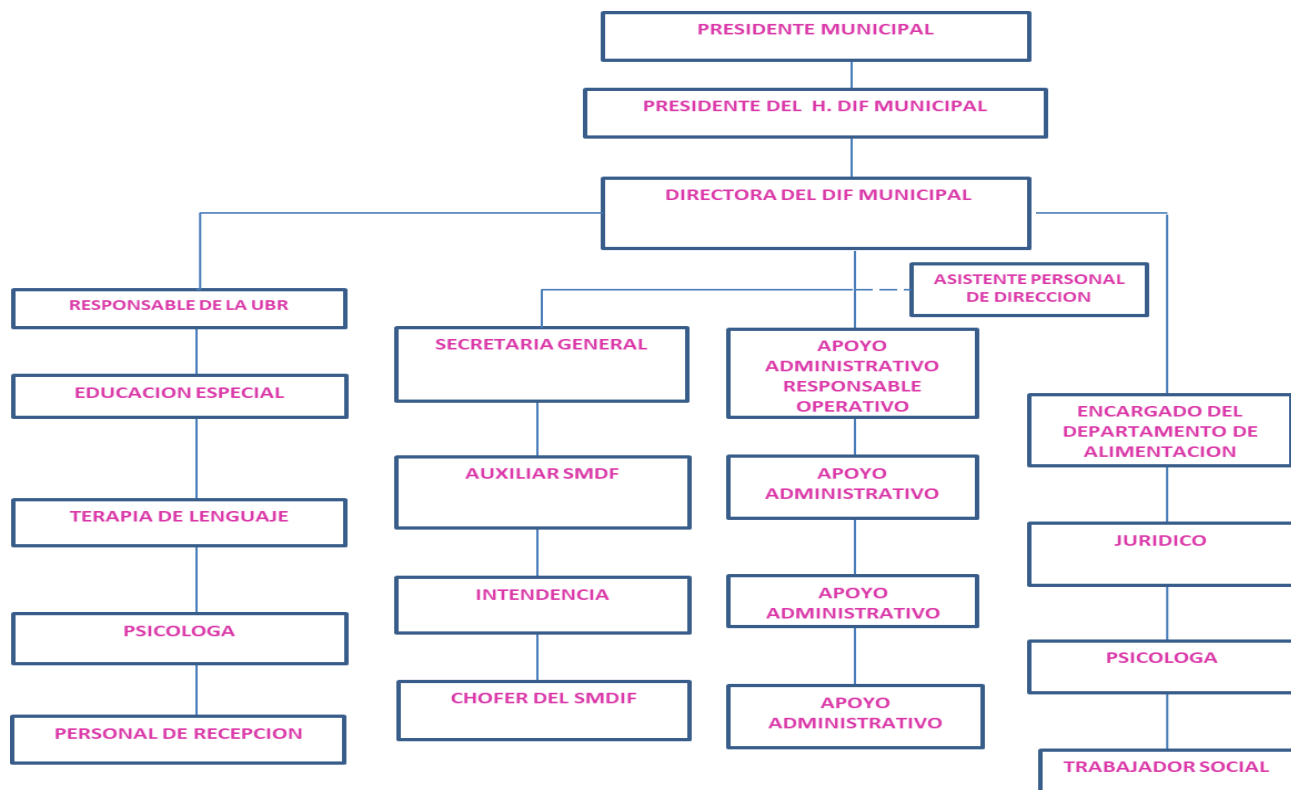 PRESIDENTE MUNICIPAL
PRESIDENTE DEL H. DIF MUNICIPAL
DIRECTORA DEL DIF MUNICIPAL
ASISTENTE PERSONAL
DE DIRECCION
RESPONSABLE DE LA UBR
EDUCACION ESPECIAL
TERAPIA DE LENGUAJE
PSICOLOGA
PERSONAL DE RECEPCION
SECRETARIA GENERAL
AUXILIAR SMDF
INTENDENCIA
CHOFER DEL SMDIF
APOYO
ADMINISTRATIVO
RESPONSABLE
OPERATIVO
APOYO
ADMINISTRATIVO
APOYO
ADMINISTRATIVO
APOYO
ADMINISTRATIVO
ENCARGADO DEL
DEPARTAMENTO DE
ALIMENTACION
JURIDICO
PSICOLOGA
TRABAJADOR SOCIAL